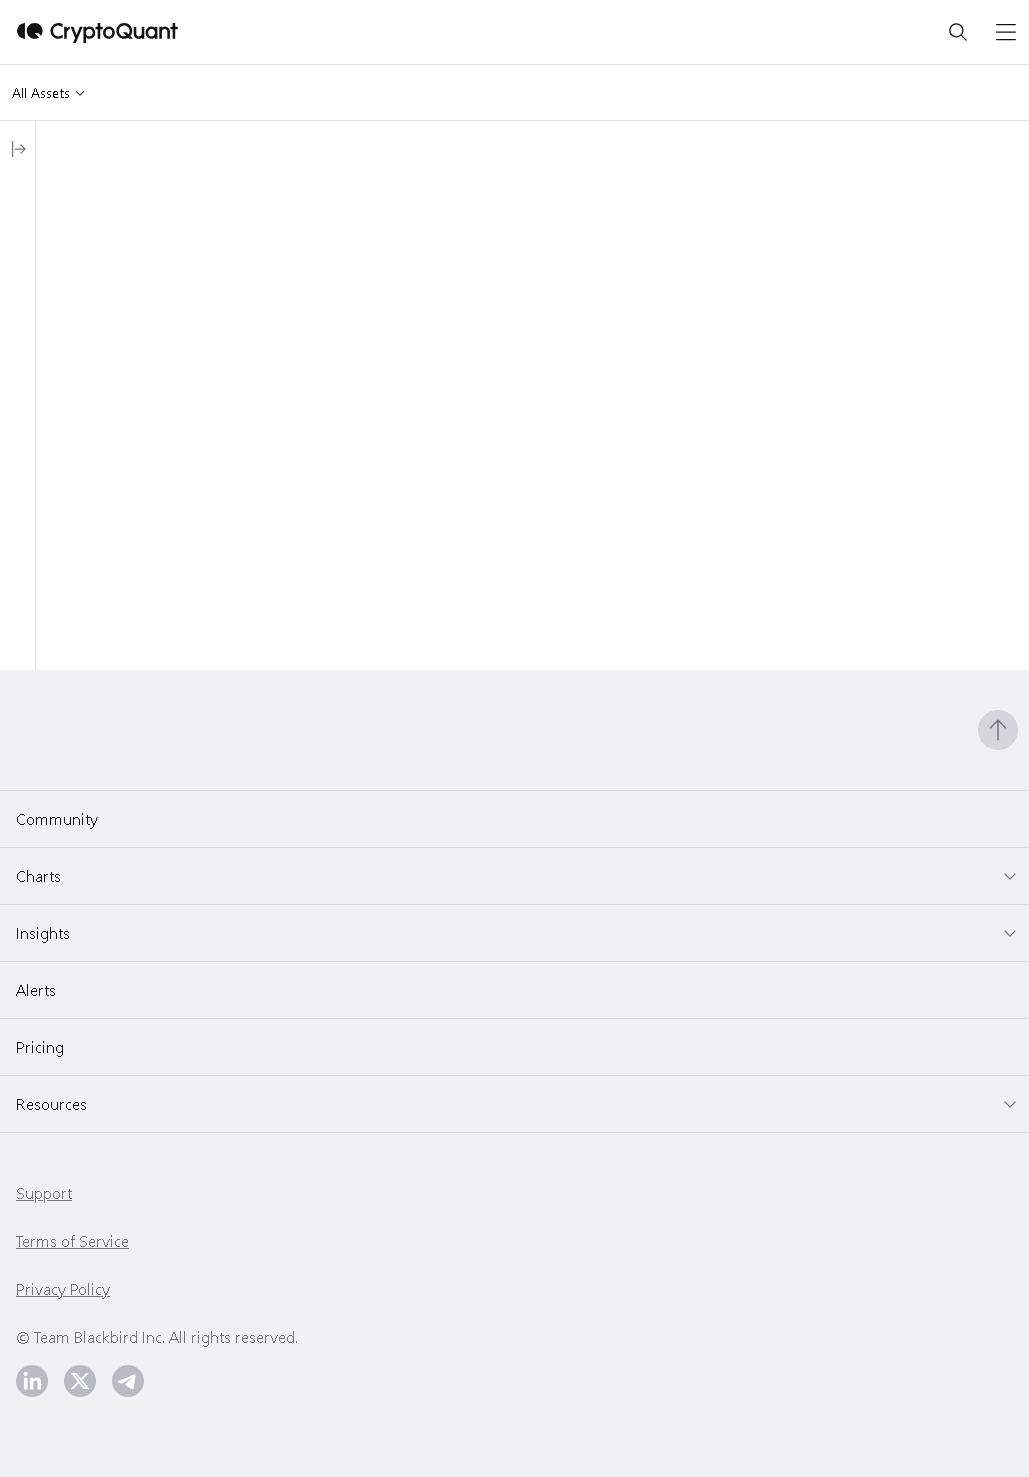 CryptoQuant
All Assets
Community
Charts
Insights
Alerts
Pricing
Resources
Support
Terms of Service
Privacy Policy
© Team Blackbird Inc. All rights reserved.